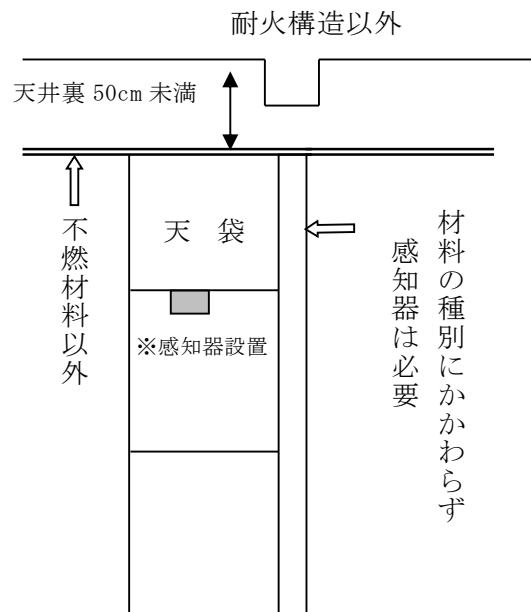 耐火構造以外
天井裏 50cm 未満
天 袋
不燃材料以外
※感知器設置
材料の種別にかかわらず
感知器は必要